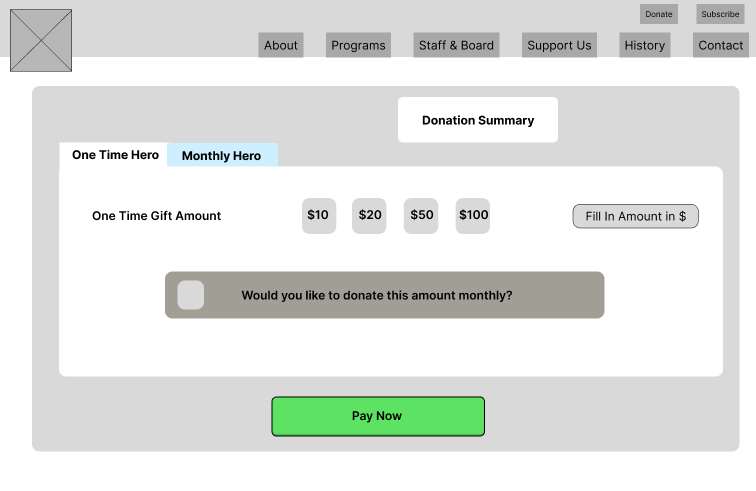 Donate
Subscribe
About
Programs
Staff & Board
Support Us
History
Contact
Donation Summary
One Time Hero
Monthly Hero
One Time Gift Amount
$10
$20
$50
$100
Fill In Amount in $
Would you like to donate this amount monthly?
Pay Now